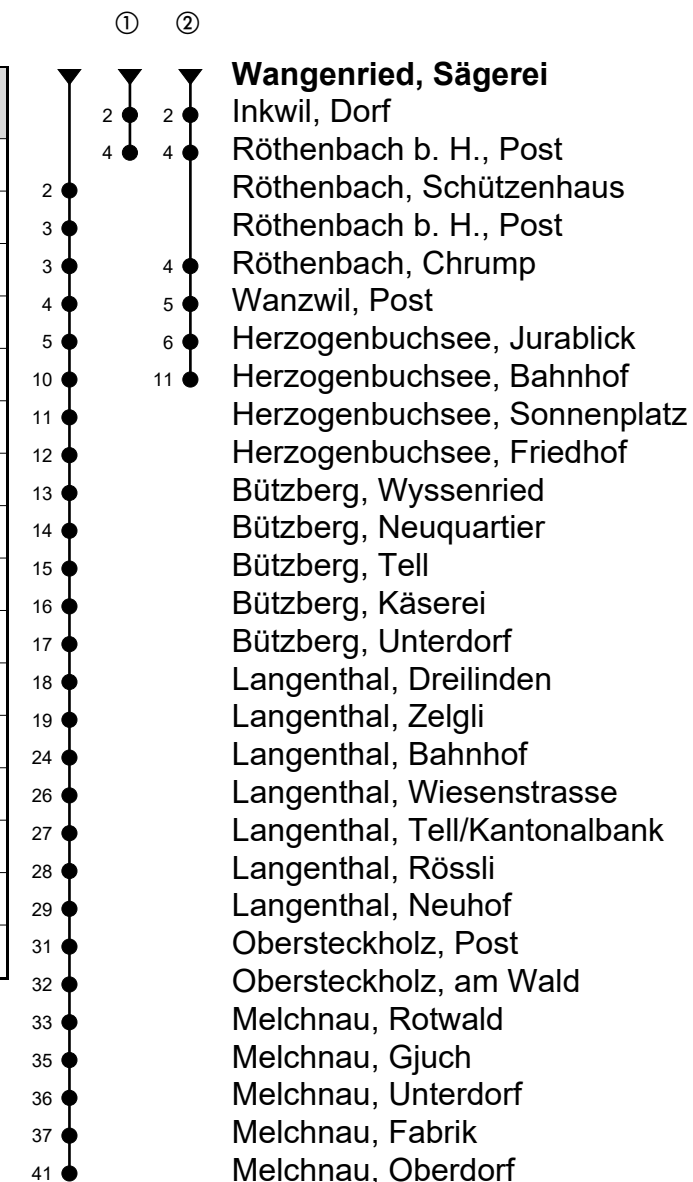 ① ②
Wangenried, Sägerei
2 2 Inkwil, Dorf
4 4 Röthenbach b. H., Post
2 Röthenbach, Schützenhaus
3 Röthenbach b. H., Post
3 4 Röthenbach, Chrump
4 5 Wanzwil, Post
5 6 Herzogenbuchsee, Jurablick
10 11 Herzogenbuchsee, Bahnhof
11 Herzogenbuchsee, Sonnenplatz
12 Herzogenbuchsee, Friedhof
13 Bützberg, Wyssenried
14 Bützberg, Neuquartier
15 Bützberg, Tell
16 Bützberg, Käserei
17 Bützberg, Unterdorf
18 Langenthal, Dreilinden
19 Langenthal, Zelgli
24 Langenthal, Bahnhof
26 Langenthal, Wiesenstrasse
27 Langenthal, Tell/Kantonalbank
28 Langenthal, Rössli
29 Langenthal, Neuhof
31 Obersteckholz, Post
32 Obersteckholz, am Wald
33 Melchnau, Rotwald
35 Melchnau, Gjuch
36 Melchnau, Unterdorf
37 Melchnau, Fabrik
41 Melchnau, Oberdorf